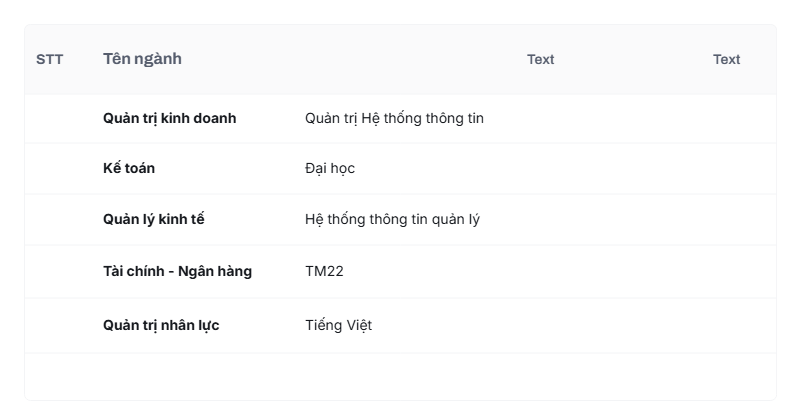 STT Tên ngành Text Text
Quản trị kinh doanh Quản trị Hệ thống thông tin
Kế toán Đại học
Quản lý kinh tế Hệ thống thông tin quản lý
Tài chính - Ngân hàng TM22
Quản trị nhân lực Tiếng Việt